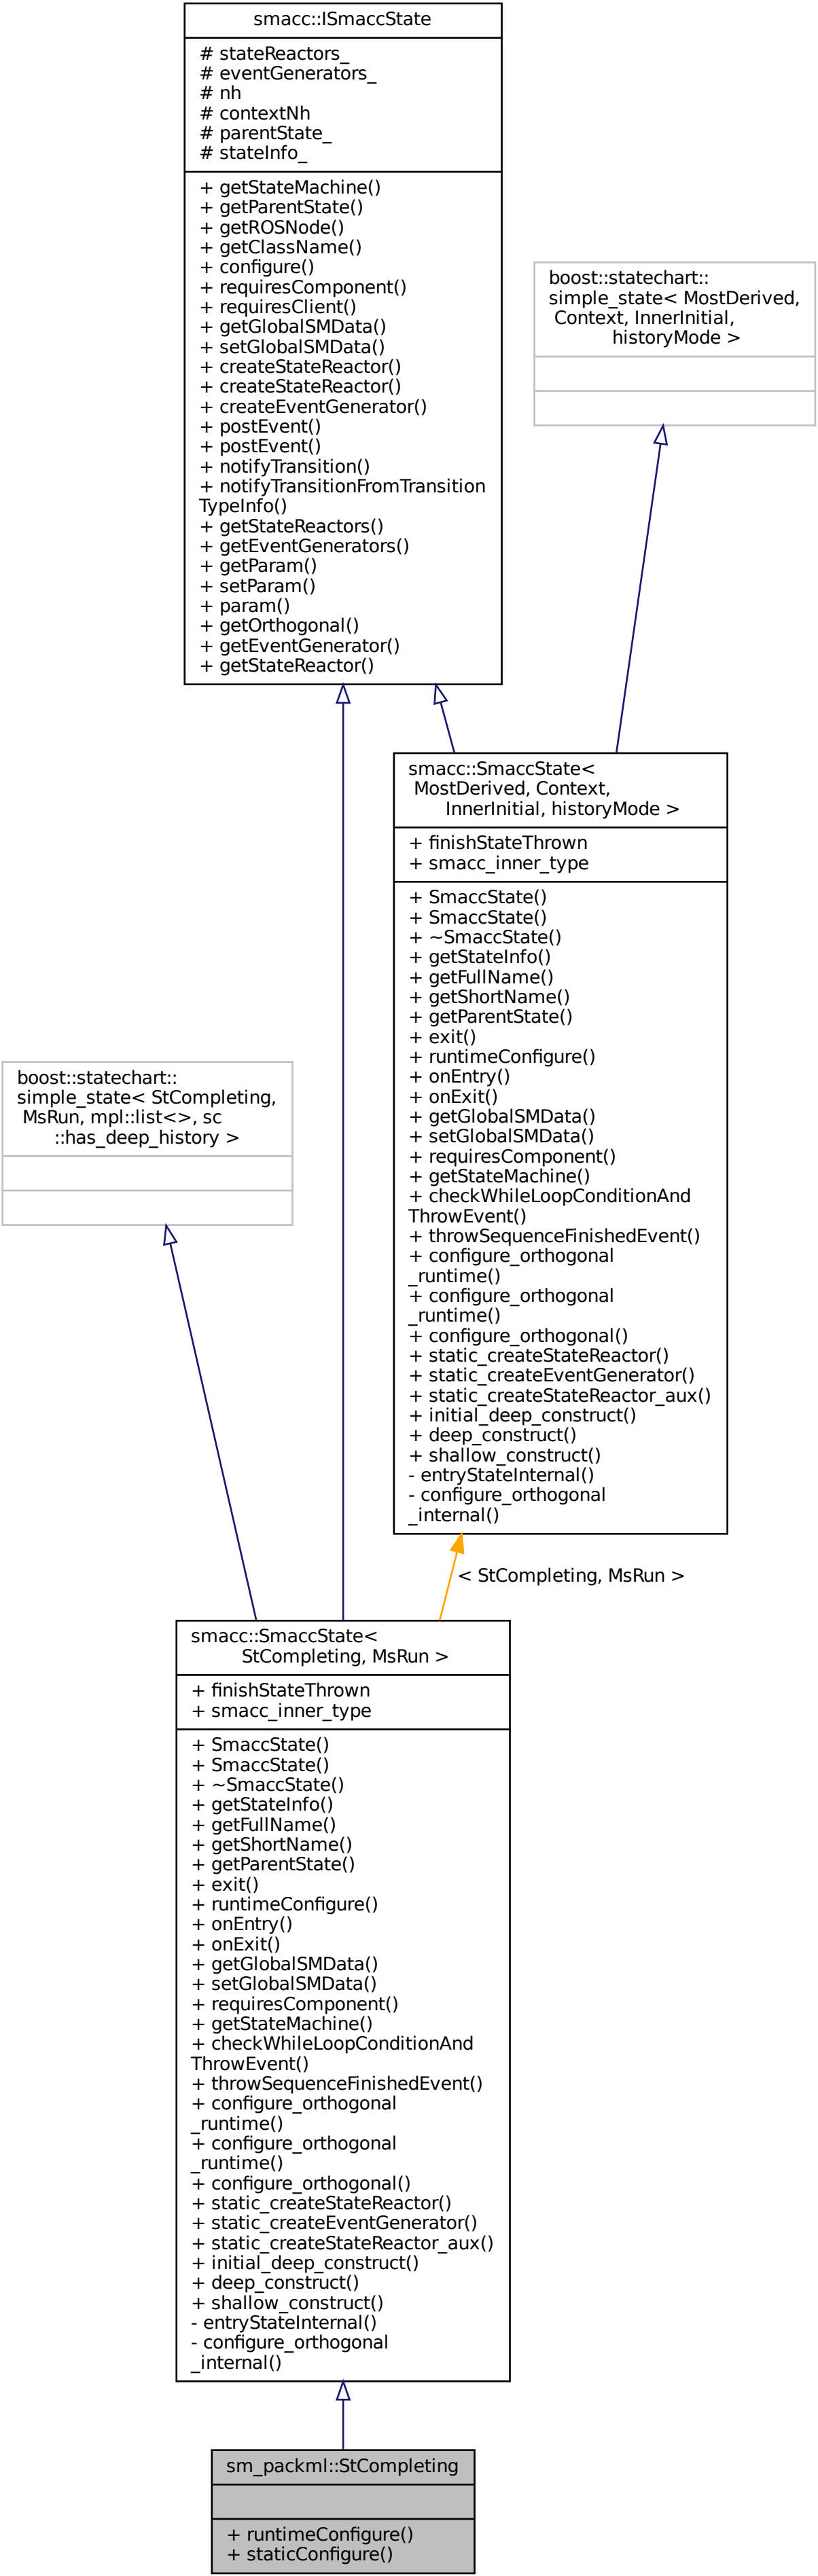 smacc::ISmaccState
# stateReactors_
# eventGenerators_
# nh
# contextNh
# parentState_
# stateInfo_
+ getStateMachine()
+ getParentState()
+ getROSNode()
+ getClassName()
+ configure()
+ requiresComponent()
+ requiresClient()
+ getGlobalSMData()
+ setGlobalSMData()
+ createStateReactor()
+ createStateReactor()
+ createEventGenerator()
+ postEvent()
+ postEvent()
+ notifyTransition()
+ notifyTransitionFromTransition
TypeInfo()
+ getStateReactors()
+ getEventGenerators()
+ getParam()
+ setParam()
+ param()
+ getOrthogonal()
+ getEventGenerator()
+ getStateReactor()
boost::statechart::
simple_state< MostDerived,
Context, InnerInitial,
historyMode >
smacc::SmaccState<
MostDerived, Context,
InnerInitial, historyMode >
+ finishStateThrown
+ smacc_inner_type
+ SmaccState()
+ SmaccState()
+ ~SmaccState()
+ getStateInfo()
+ getFullName()
+ getShortName()
+ getParentState()
+ exit()
+ runtimeConfigure()
+ onEntry()
+ onExit()
+ getGlobalSMData()
+ setGlobalSMData()
+ requiresComponent()
+ getStateMachine()
+ checkWhileLoopConditionAnd
ThrowEvent()
+ throwSequenceFinishedEvent()
+ configure_orthogonal
_runtime()
+ configure_orthogonal
_runtime()
+ configure_orthogonal()
+ static_createStateReactor()
+ static_createEventGenerator()
+ static_createStateReactor_aux()
+ initial_deep_construct()
+ deep_construct()
+ shallow_construct()
- entryStateInternal()
- configure_orthogonal
_internal()
boost::statechart::
simple_state< StCompleting,
MsRun, mpl::list<>, sc
::has_deep_history >
< StCompleting, MsRun >
smacc::SmaccState<
StCompleting, MsRun >
+ finishStateThrown
+ smacc_inner_type
+ SmaccState()
+ SmaccState()
+ ~SmaccState()
+ getStateInfo()
+ getFullName()
+ getShortName()
+ getParentState()
+ exit()
+ runtimeConfigure()
+ onEntry()
+ onExit()
+ getGlobalSMData()
+ setGlobalSMData()
+ requiresComponent()
+ getStateMachine()
+ checkWhileLoopConditionAnd
ThrowEvent()
+ throwSequenceFinishedEvent()
+ configure_orthogonal
_runtime()
+ configure_orthogonal
_runtime()
+ configure_orthogonal()
+ static_createStateReactor()
+ static_createEventGenerator()
+ static_createStateReactor_aux()
+ initial_deep_construct()
+ deep_construct()
+ shallow_construct()
- entryStateInternal()
- configure_orthogonal
_internal()
sm_packml::StCompleting
+ runtimeConfigure()
+ staticConfigure()